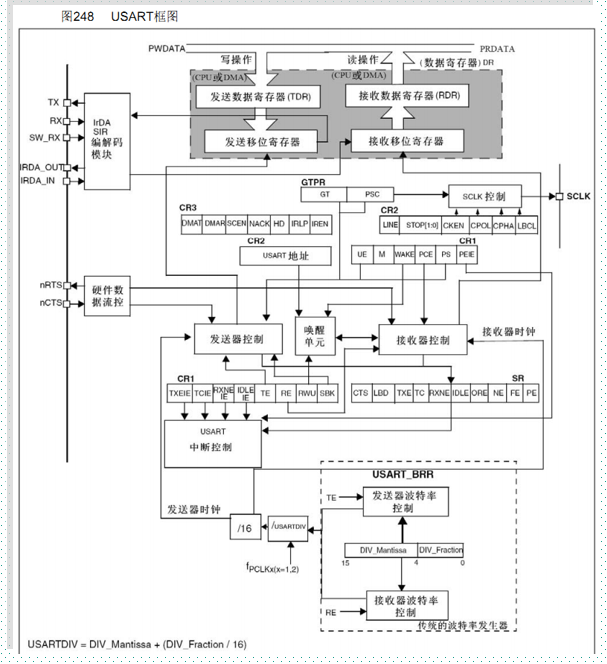 图248 USART框图
PWDATA PRDATA
写操作 读操作 (数据寄存器) DR
(CPU或DMA) (CPU或DMA)
发送数据寄存器(TDR) 接收数据寄存器(RDR)
TX
RX
SW_RX
IRDA_OUT
IRDA_IN
IrDA
SIR
编解码
模块
发送移位寄存器 接收移位寄存器
GTPR
GT PSC
SCLK 控制
SCLK
CR3
DMAT DMAR SCEN NACK HD IRLP IREN
CR2
LINE STOP[1:0] CKEN CPOL CPHA LBCL
CR2
USART 地址
CR1
UE M WAKE PCE PS PEIE
nRTS
nCTS
硬件数
据流控
发送器控制
唤醒
单元
接收器控制
接收器时钟
CR1
TXEIE TCIE RXNE IE IDLE IE TE RE RWU SBK
SR
CTS LBD TXE TC RXNE IDLE ORE NE FE PE
USART
中断控制
USART_BRR
TE
发送器波特率
控制
发送器时钟
/16
/USARTDIV
DIV_Mantissa DIV_Fraction
15 4 0
fPCLKx(x=1,2)
RE
接收器波特率
控制
传统的波特率发生器
USARTDIV = DIV_Mantissa + (DIV_Fraction / 16)